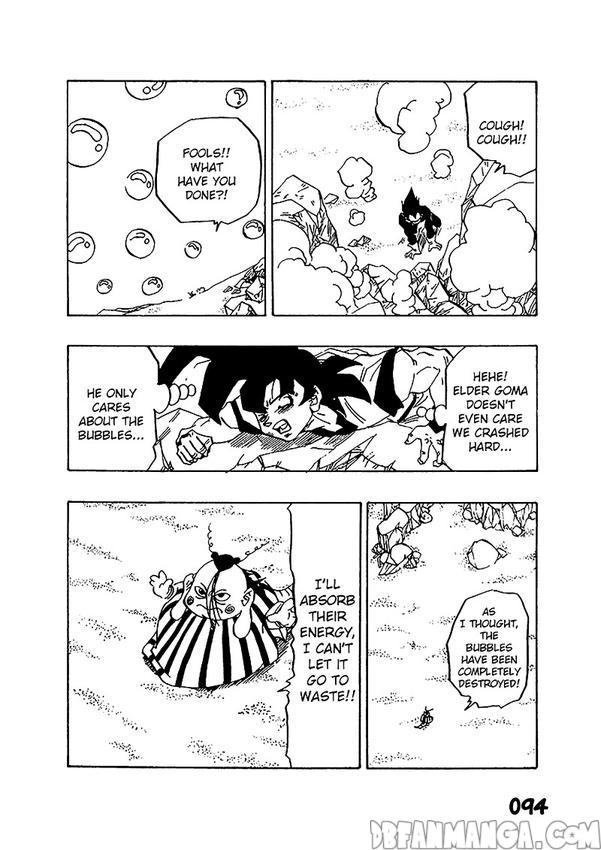 COUGH!
COUGH!!
FOOLS!!
WHAT
HAVE YOU
DONE?!
HEHE!
ELDER GOMA
DOESN'T
EVEN CARE
WE CRASHED
HARD...
HE ONLY
CARES
ABOUT THE
BUBBLES...
AS
I THOUGHT,
THE
BUBBLES
HAVE BEEN
COMPLETELY
DESTROYED!
I'LL
ABSORB
THEIR
ENERGY,
I CAN'T
LET IT
GO TO
WASTE!!
094
DBFANMANGA.COM